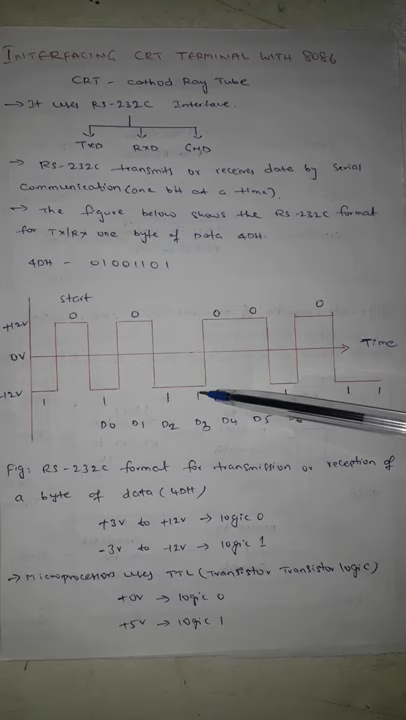 INTERFACING CRT TERMINAL WITH 8086
CRT - Cathod Ray Tube
→ It uses RS-232C Interface.
TXD RXD GND
→ RS-232C transmits or receives data by Serial
Communication (one bit at a time).
→ The figure below shows the RS-232C format
for Tx/Rx one byte of Data 4DH.
4DH - 01001101
Start
0 0 0 0 0
+12V
0V
Time
-12V
1 1 1 1 1 1 1
D0 D1 D2 D3 D4 D5 D6
Fig: RS-232C format for transmission or reception of
a byte of data (4DH)
+3V to +12V → logic 0
-3V to -12V → logic 1
→ Microprocessors uses TTL (Transistor Transistor logic)
+0V → logic 0
+5V → logic 1